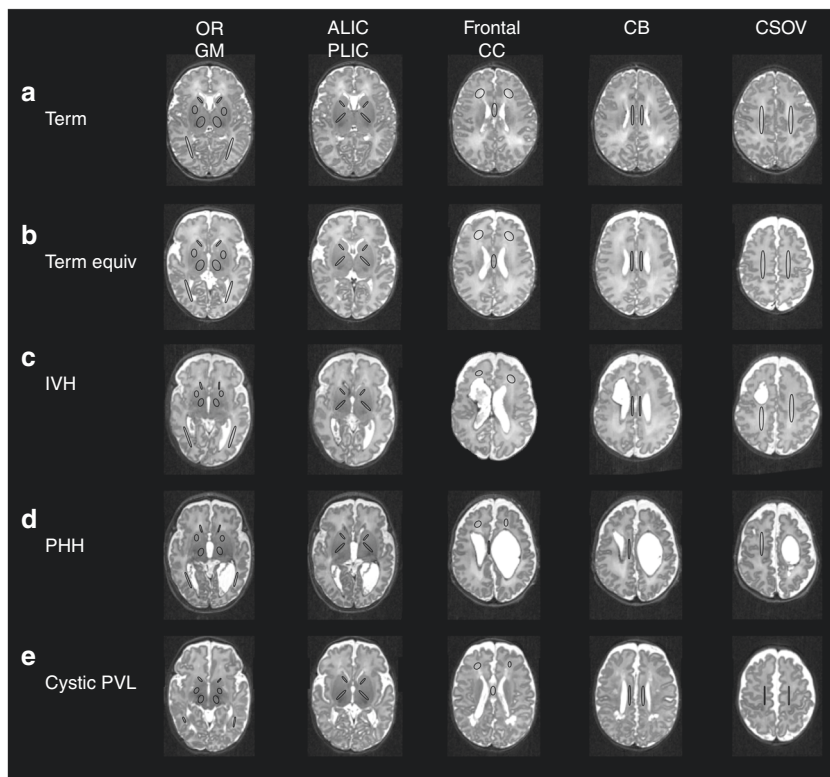 OR ALIC Frontal CB CSOV
GM PLIC CC
a
Term
b
Term equiv
c
IVH
d
PHH
e
Cystic PVL